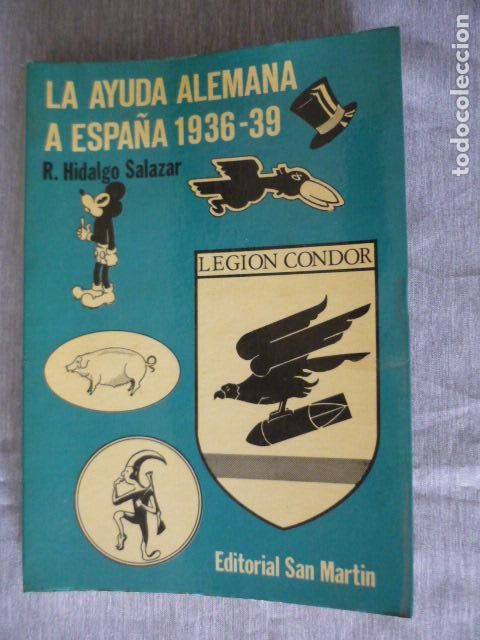 LA AYUDA ALEMANA
A ESPAÑA 1936-39
R. Hidalgo Salazar
LEGION CONDOR
Editorial San Martin
todocoleccion